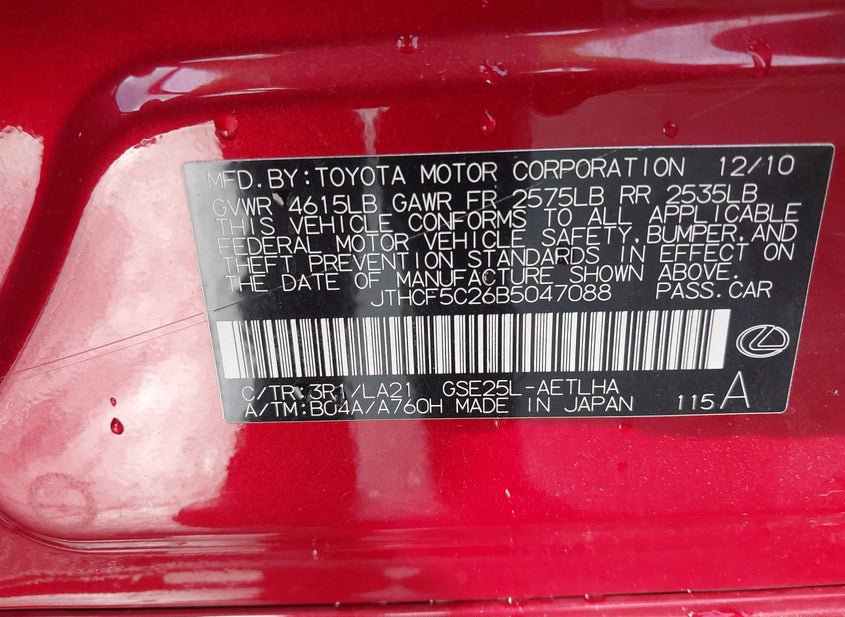 MFD.BY:TOYOTA MOTOR CORPORATION 12/10
GVWR 4615LB GAWR FR 2575LB RR 2535LB
THIS VEHICLE CONFORMS TO ALL APPLICABLE
FEDERAL MOTOR VEHICLE SAFETY,BUMPER,AND
THEFT PREVENTION STANDARDS IN EFFECT ON
THE DATE OF MANUFACTURE SHOWN ABOVE.
JTHCF5C26B5047088 PASS.CAR
C/TR:3R1/LA21 GSE25L-AETLHA
A/TM:B04A/A760H MADE IN JAPAN 115A